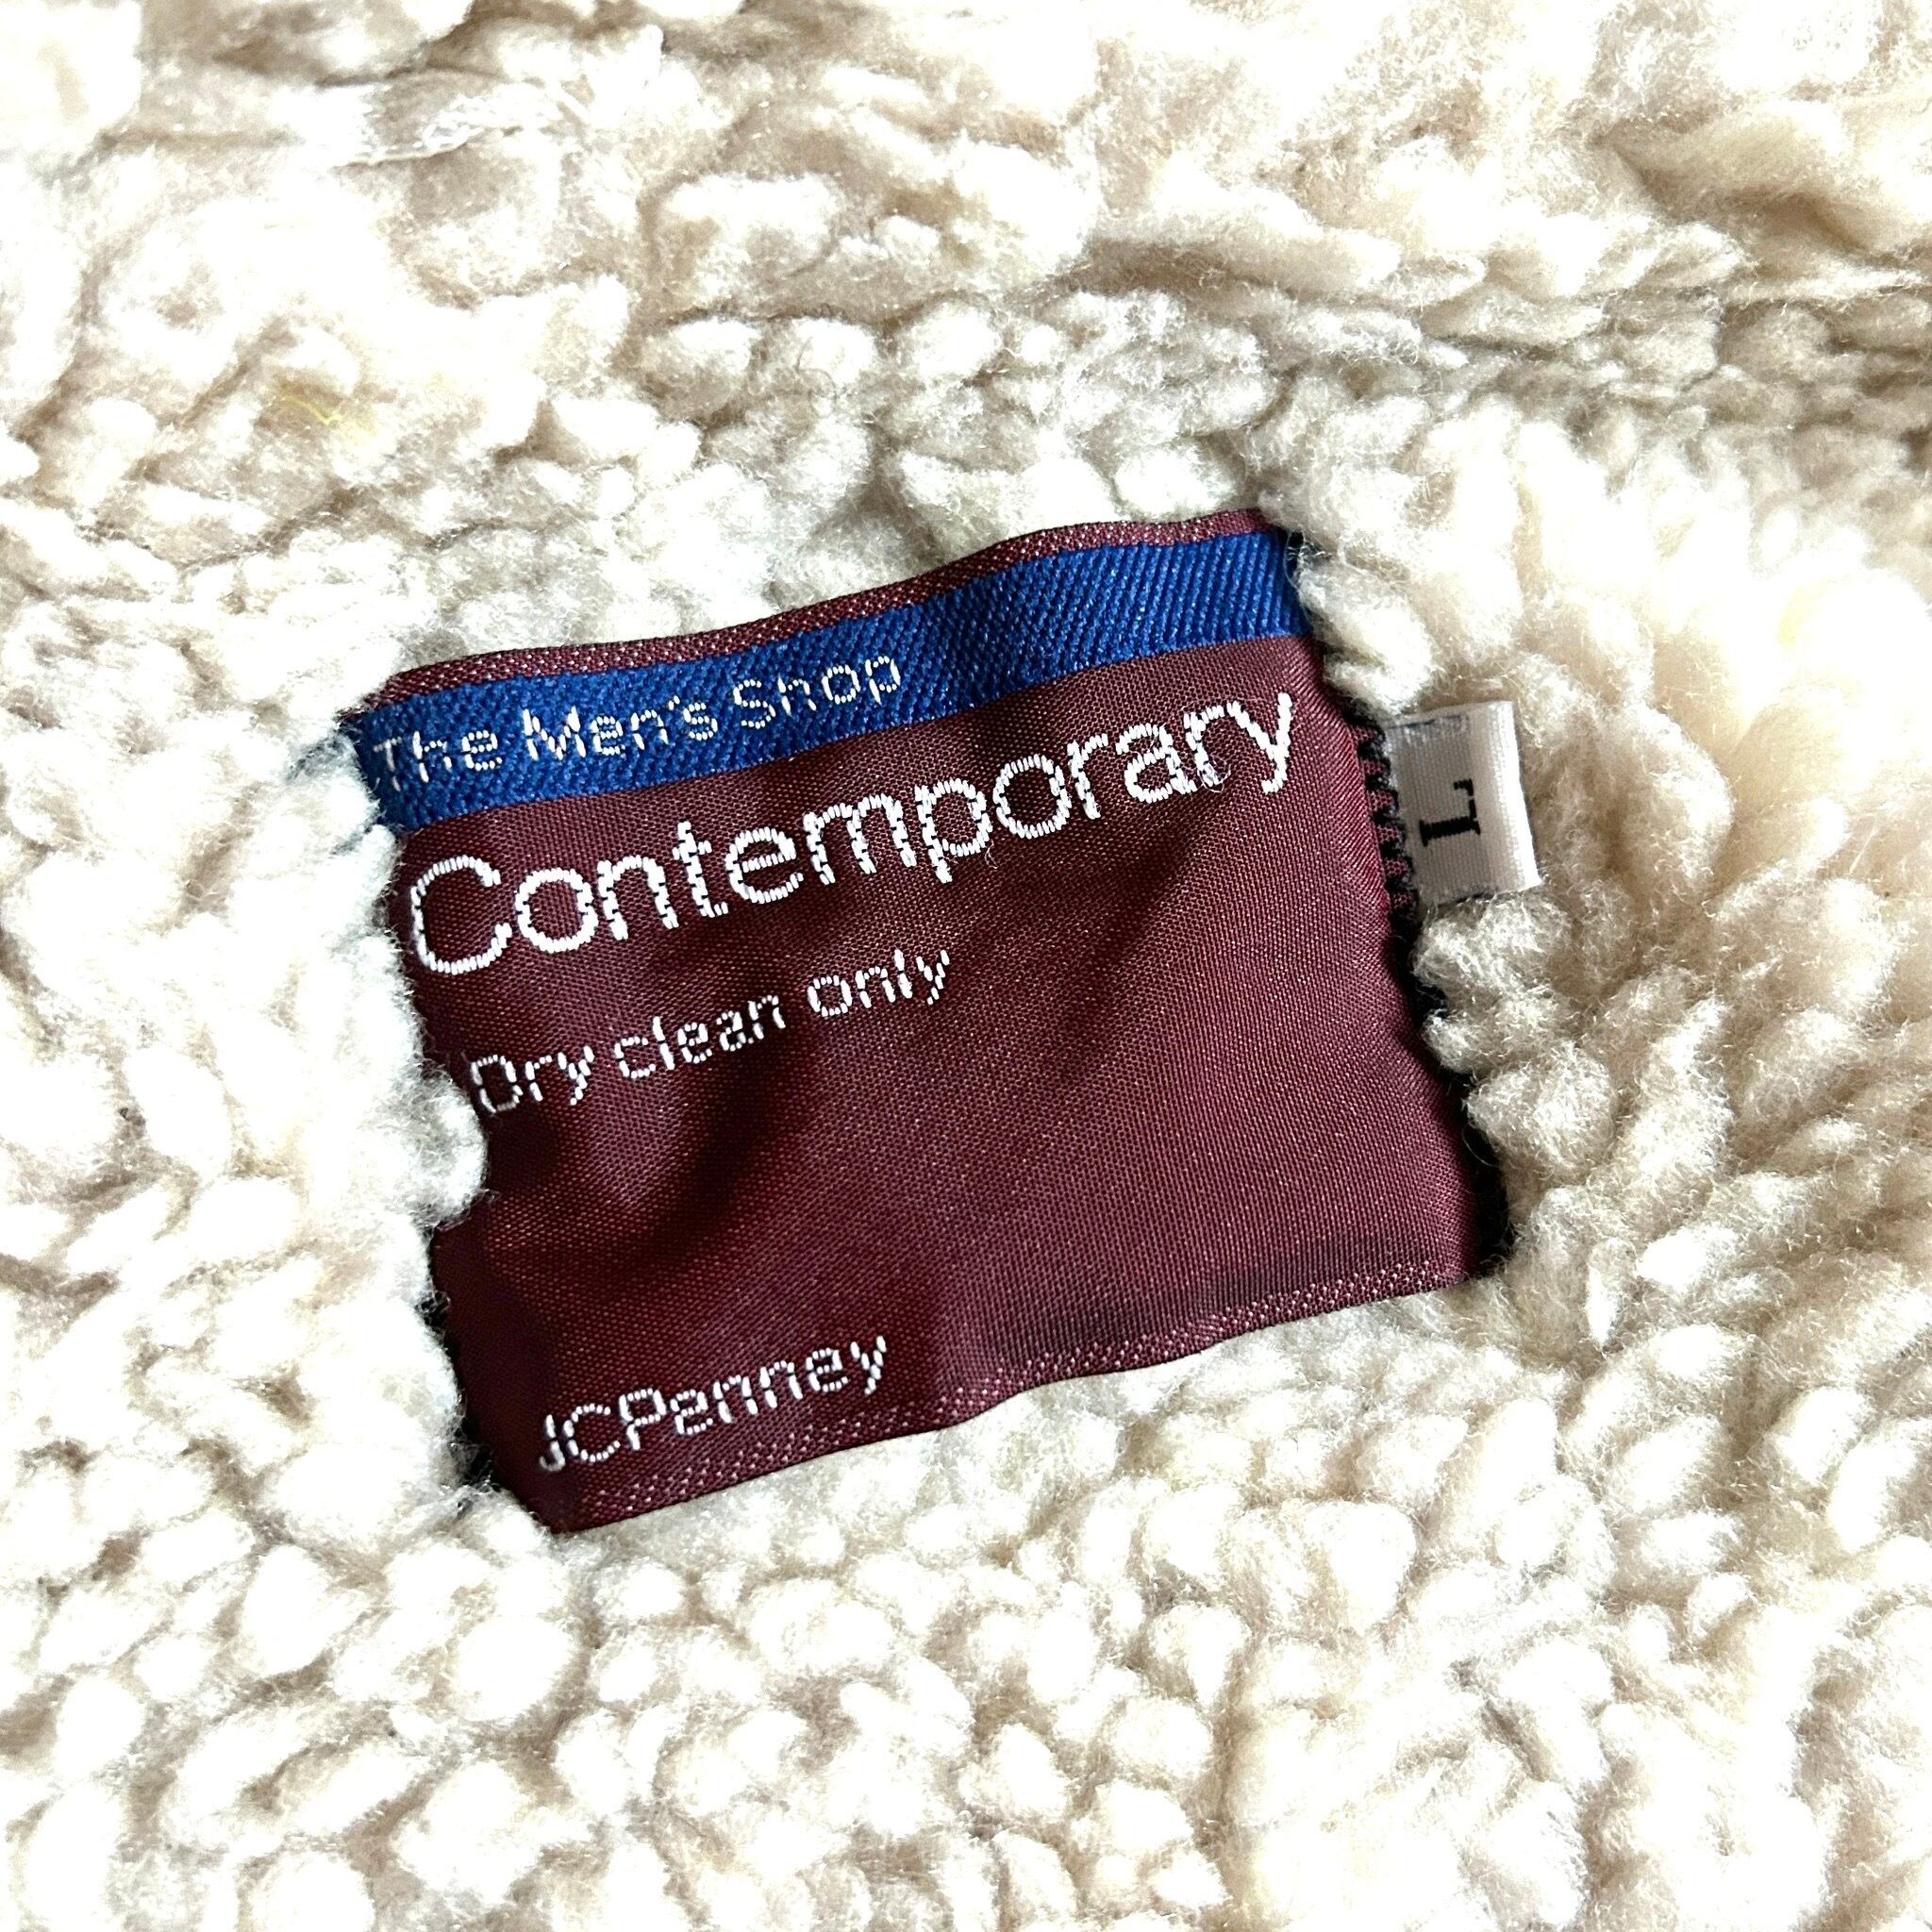 The Men's Shop
Contemporary
Dry clean only
JCPenney
L